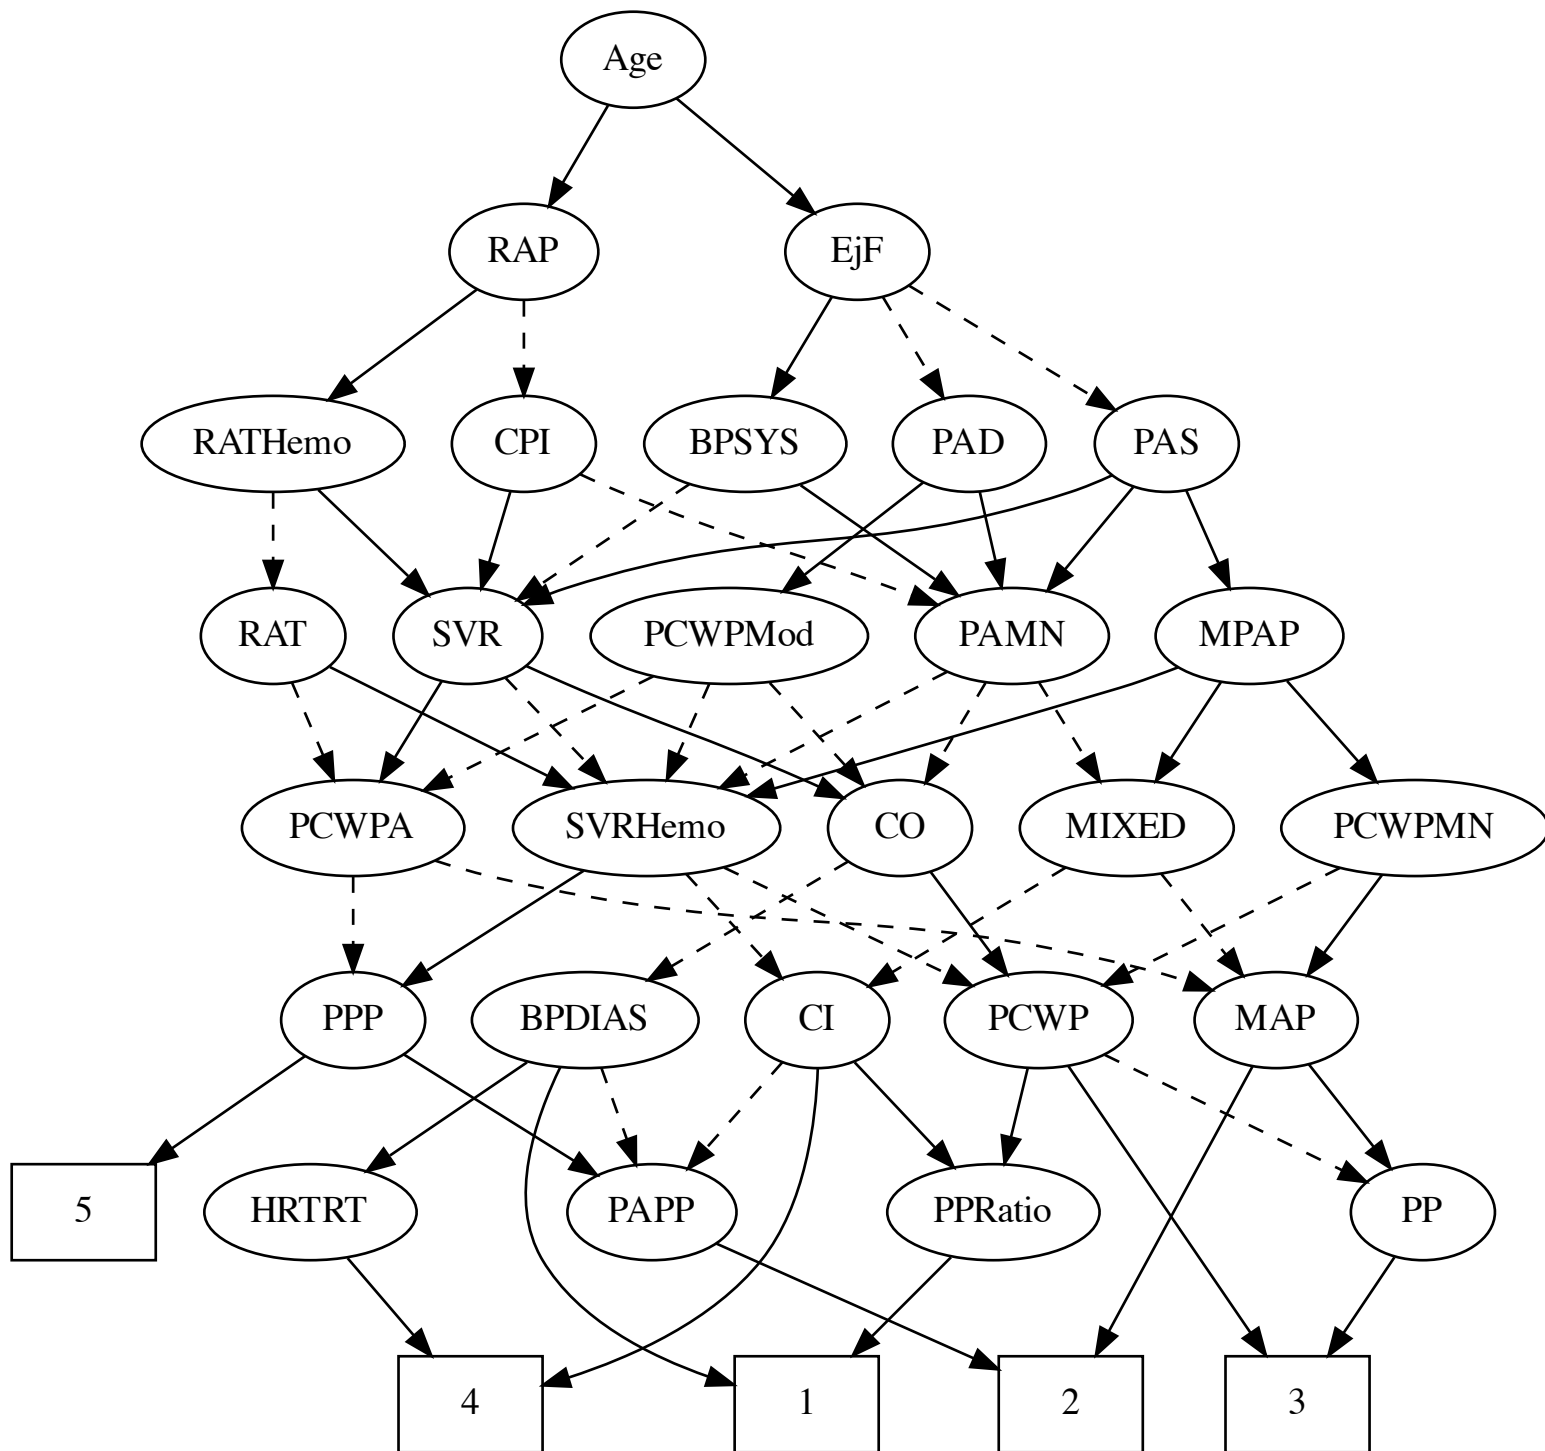 Age
RAP
EjF
RATHemo
CPI
BPSYS
PAD
PAS
RAT
SVR
PCWPMod
PAMN
MPAP
PCWPA
SVRHemo
CO
MIXED
PCWPMN
PPP
BPDIAS
CI
PCWP
MAP
5
HRTRT
PAPP
PPRatio
PP
4
1
2
3